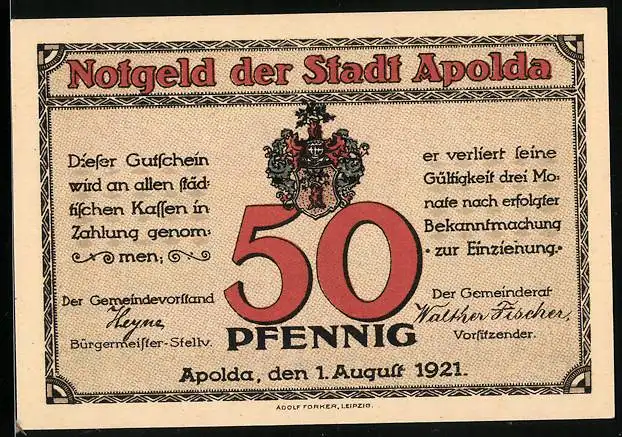 Notgeld der Stadt Apolda
Dieſer Gutſchein
wird an allen ſtäd-
tiſchen Kaſſen in
Zahlung genom-
men;
er verliert ſeine
Gültigkeit drei Mo-
nate nach erfolgter
Bekanntmachung
· zur Einziehung.·
50
PFENNIG
Der Gemeindevorſtand
Heyne
Bürgermeiſter-Stellv.
Der Gemeinderat
Walther Fischer,
Vorſitzender.
Apolda, den 1. Auguſt 1921.
ADOLF FORKER, LEIPZIG.